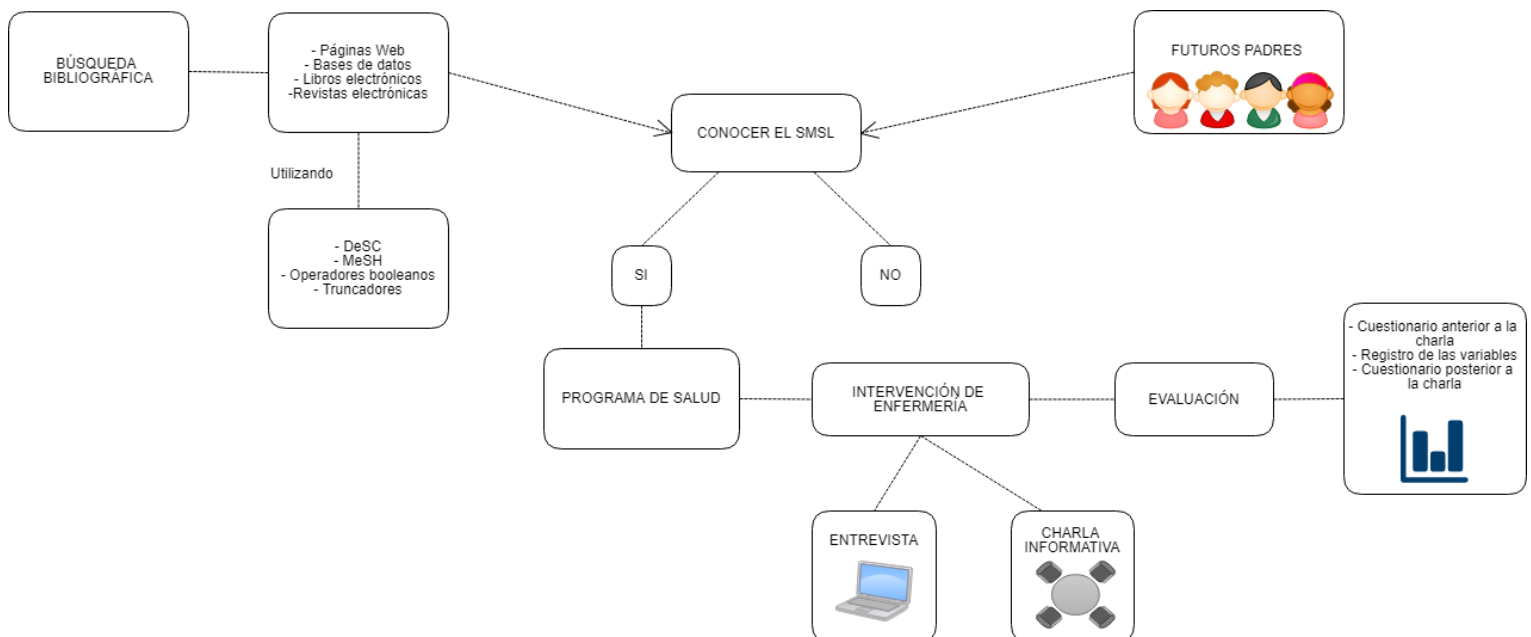 BÚSQUEDA
BIBLIOGRÁFICA
- Páginas Web
- Bases de datos
- Libros electrónicos
-Revistas electrónicas
FUTUROS PADRES
CONOCER EL SMSL
Utilizando
- DeSC
- MeSH
- Operadores booleanos
- Truncadores
SI
NO
PROGRAMA DE SALUD
INTERVENCIÓN DE
ENFERMERÍA
EVALUACIÓN
- Cuestionario anterior a la
charla
- Registro de las variables
- Cuestionario posterior a
la charla
ENTREVISTA
CHARLA
INFORMATIVA